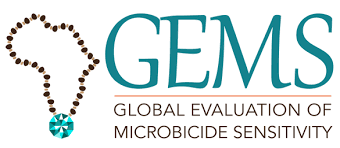 GEMS
GLOBAL EVALUATION OF
MICROBICIDE SENSITIVITY